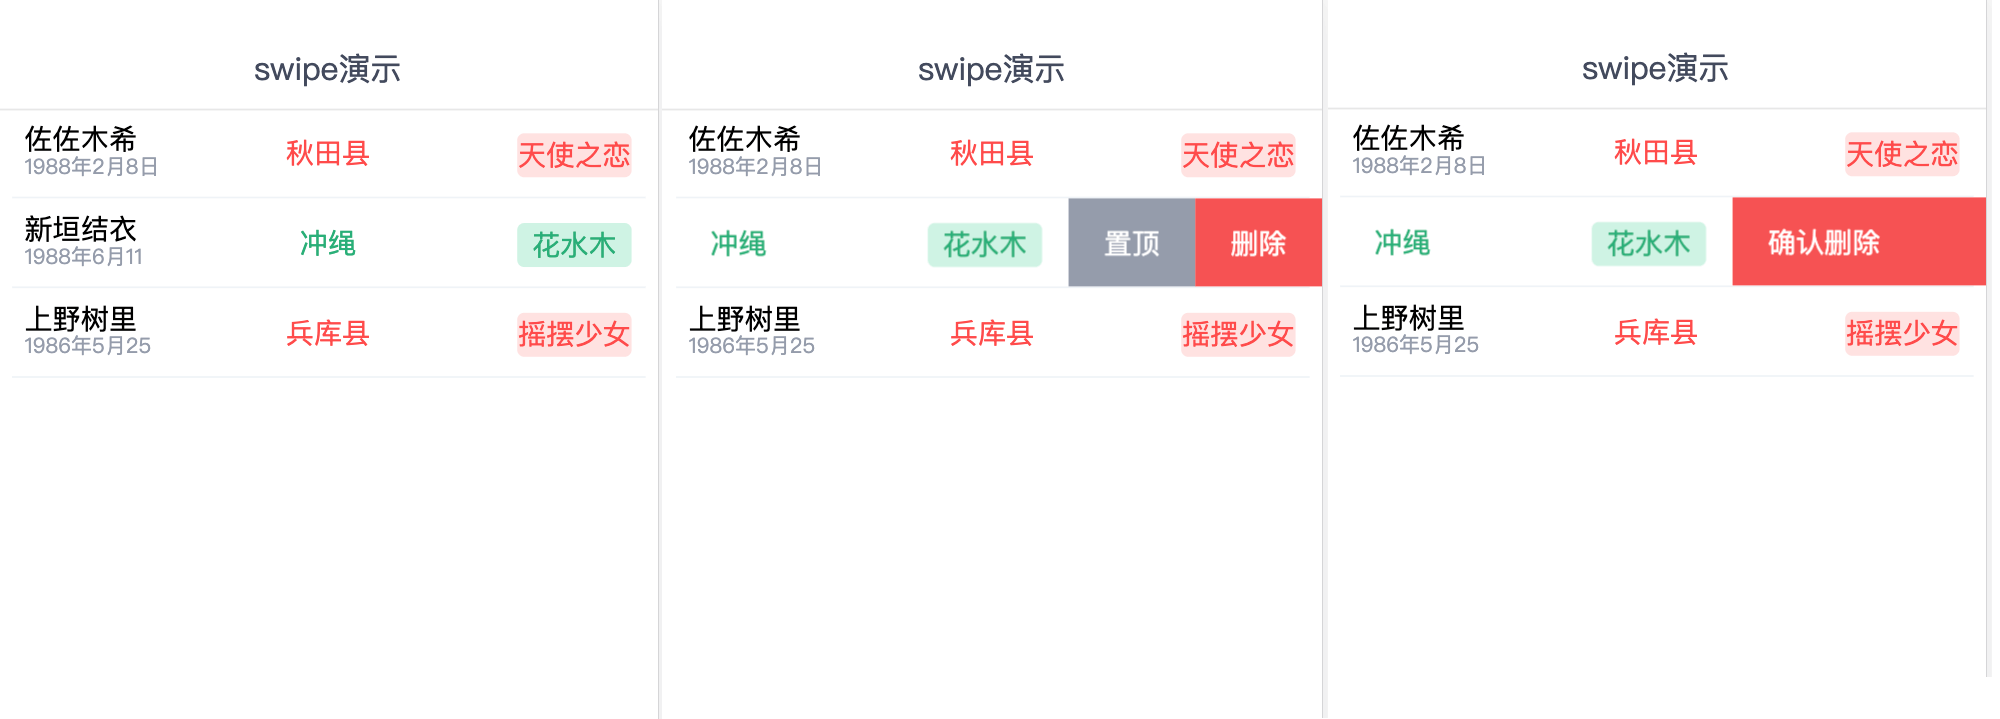 swipe演示
佐佐木希
1988年2月8日
秋田县
天使之恋
新垣结衣
1988年6月11
冲绳
花水木
上野树里
1986年5月25
兵库县
摇摆少女
swipe演示
佐佐木希
1988年2月8日
秋田县
天使之恋
冲绳
花水木
置顶
删除
上野树里
1986年5月25
兵库县
摇摆少女
swipe演示
佐佐木希
1988年2月8日
秋田县
天使之恋
冲绳
花水木
确认删除
上野树里
1986年5月25
兵库县
摇摆少女